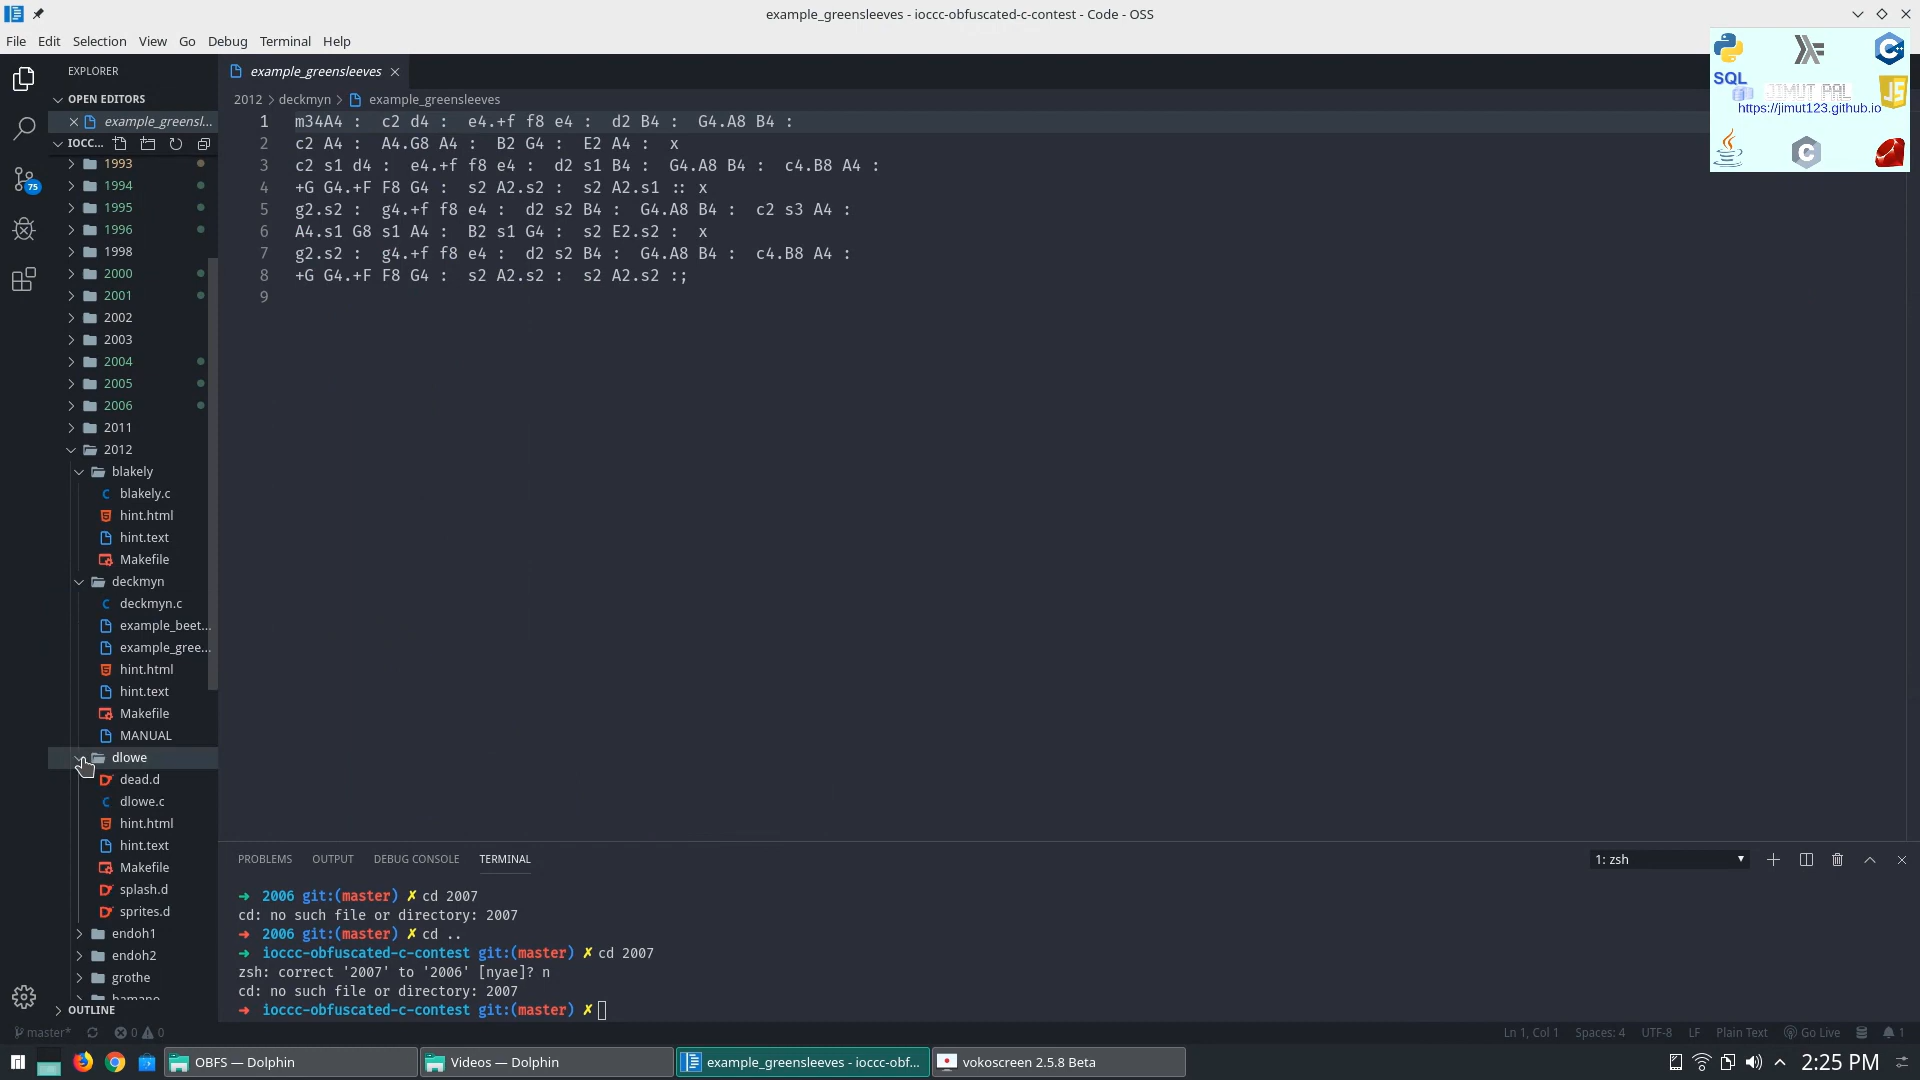 example_greensleeves - ioccc-obfuscated-c-contest - Code - OSS
File Edit Selection View Go Debug Terminal Help
SQL
JS
JIMUT PAL
https://jimut123.github.io
EXPLORER
OPEN EDITORS
example_greensl...
IOCC...
75
1993
1994
1995
1996
1998
2000
2001
2002
2003
2004
2005
2006
2011
2012
blakely
blakely.c
hint.html
hint.text
Makefile
deckmyn
deckmyn.c
example_beet...
example_gree...
hint.html
hint.text
Makefile
MANUAL
dlowe
dead.d
dlowe.c
hint.html
hint.text
Makefile
splash.d
sprites.d
endoh1
endoh2
grothe
hamano
OUTLINE
example_greensleeves
2012 > deckmyn > example_greensleeves
1 m34A4 : c2 d4 : e4.+f f8 e4 : d2 B4 : G4.A8 B4 :
2 c2 A4 : A4.G8 A4 : B2 G4 : E2 A4 : x
3 c2 s1 d4 : e4.+f f8 e4 : d2 s1 B4 : G4.A8 B4 : c4.B8 A4 :
4 +G G4.+F F8 G4 : s2 A2.s2 : s2 A2.s1 :: x
5 g2.s2 : g4.+f f8 e4 : d2 s2 B4 : G4.A8 B4 : c2 s3 A4 :
6 A4.s1 G8 s1 A4 : B2 s1 G4 : s2 E2.s2 : x
7 g2.s2 : g4.+f f8 e4 : d2 s2 B4 : G4.A8 B4 : c4.B8 A4 :
8 +G G4.+F F8 G4 : s2 A2.s2 : s2 A2.s2 :;
9
PROBLEMS OUTPUT DEBUG CONSOLE TERMINAL 1: zsh
➜ 2006 git:(master) ✗ cd 2007
cd: no such file or directory: 2007
➜ 2006 git:(master) ✗ cd ..
➜ ioccc-obfuscated-c-contest git:(master) ✗ cd 2007
zsh: correct '2007' to '2006' [nyae]? n
cd: no such file or directory: 2007
➜ ioccc-obfuscated-c-contest git:(master) ✗
master* 0 0 Ln 1, Col 1 Spaces: 4 UTF-8 LF Plain Text Go Live 1
OBFS — Dolphin Videos — Dolphin example_greensleeves - ioccc-obf... vokoscreen 2.5.8 Beta 2:25 PM